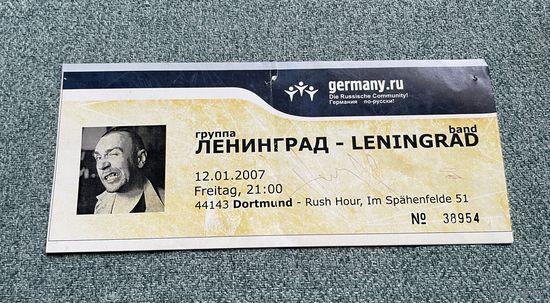 germany.ru
Die Russische Community!
Германия по-русски!
группа
band
ЛЕНИНГРАД - LENINGRAD
12.01.2007
Freitag, 21:00
44143 Dortmund - Rush Hour, Im Spähenfelde 51
№ 38954